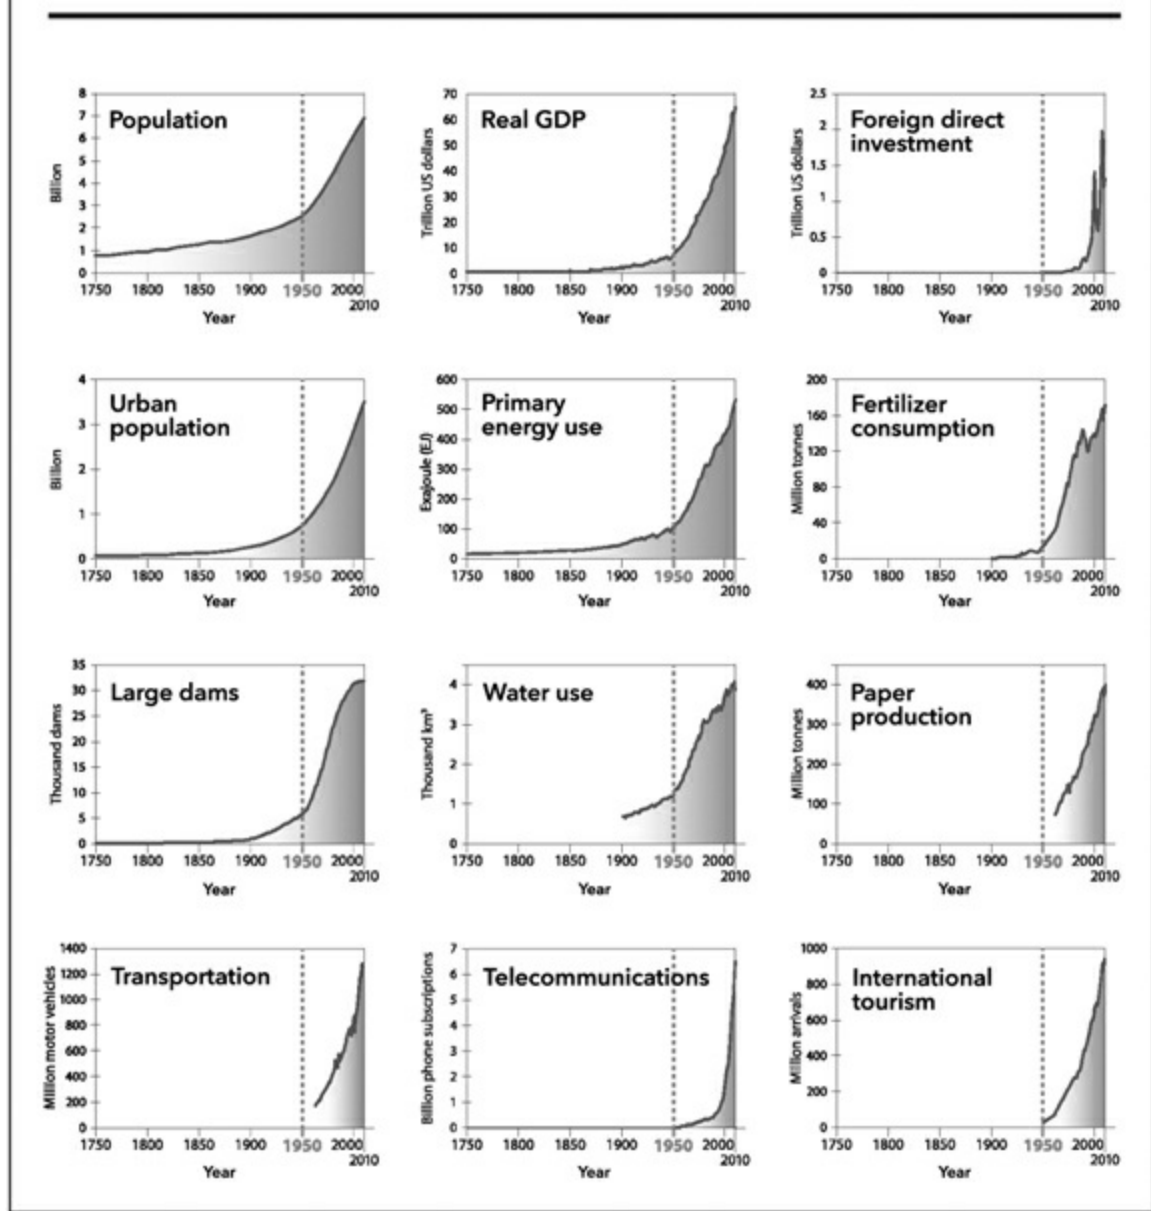 8
7
6
5
4
3
2
1
0
Billion
Population
1750 1800 1850 1900 1950 2000
2010
Year
70
60
50
40
30
20
10
0
Trillion US dollars
Real GDP
1750 1800 1850 1900 1950 2000
2010
Year
2.5
2
1.5
1
0.5
0
Trillion US dollars
Foreign direct
investment
1750 1800 1850 1900 1950 2000
2010
Year
4
3
2
1
0
Billion
Urban
population
1750 1800 1850 1900 1950 2000
2010
Year
600
500
400
300
200
100
0
Exajoule (EJ)
Primary
energy use
1750 1800 1850 1900 1950 2000
2010
Year
200
160
120
80
40
0
Million tonnes
Fertilizer
consumption
1750 1800 1850 1900 1950 2000
2010
Year
35
30
25
20
15
10
5
0
Thousand dams
Large dams
1750 1800 1850 1900 1950 2000
2010
Year
4
3
2
1
0
Thousand km³
Water use
1750 1800 1850 1900 1950 2000
2010
Year
400
300
200
100
0
Million tonnes
Paper
production
1750 1800 1850 1900 1950 2000
2010
Year
1400
1200
1000
800
600
400
200
0
Million motor vehicles
Transportation
1750 1800 1850 1900 1950 2000
2010
Year
7
6
5
4
3
2
1
0
Billion phone subscriptions
Telecommunications
1750 1800 1850 1900 1950 2000
2010
Year
1000
800
600
400
200
0
Million arrivals
International
tourism
1750 1800 1850 1900 1950 2000
2010
Year